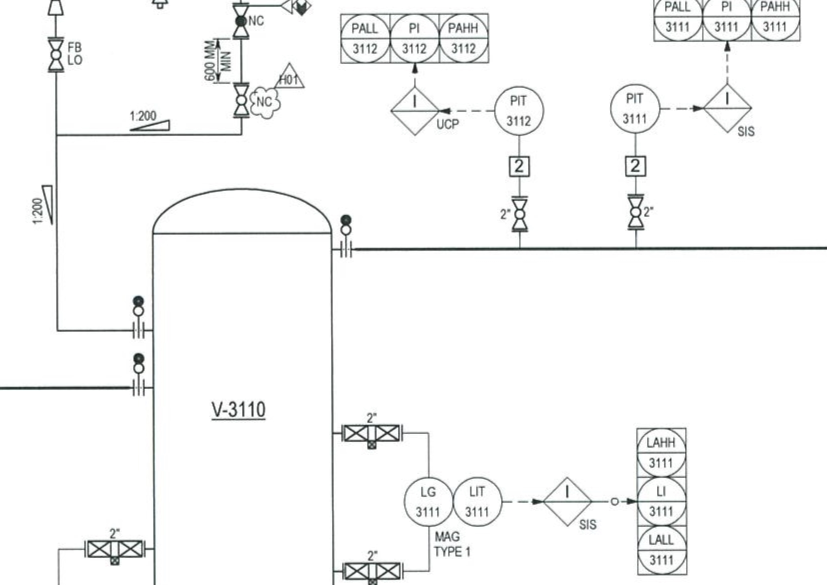 NC
FB
LO
600 MM
MIN
H01
NC
1:200
1:200
PALL
3112
PI
3112
PAHH
3112
I
UCP
PIT
3112
2
2"
PALL
3111
PI
3111
PAHH
3111
I
SIS
PIT
3111
2
2"
V-3110
2"
LG
3111
LIT
3111
MAG
TYPE 1
I
SIS
LAHH
3111
LI
3111
LALL
3111
2"
2"